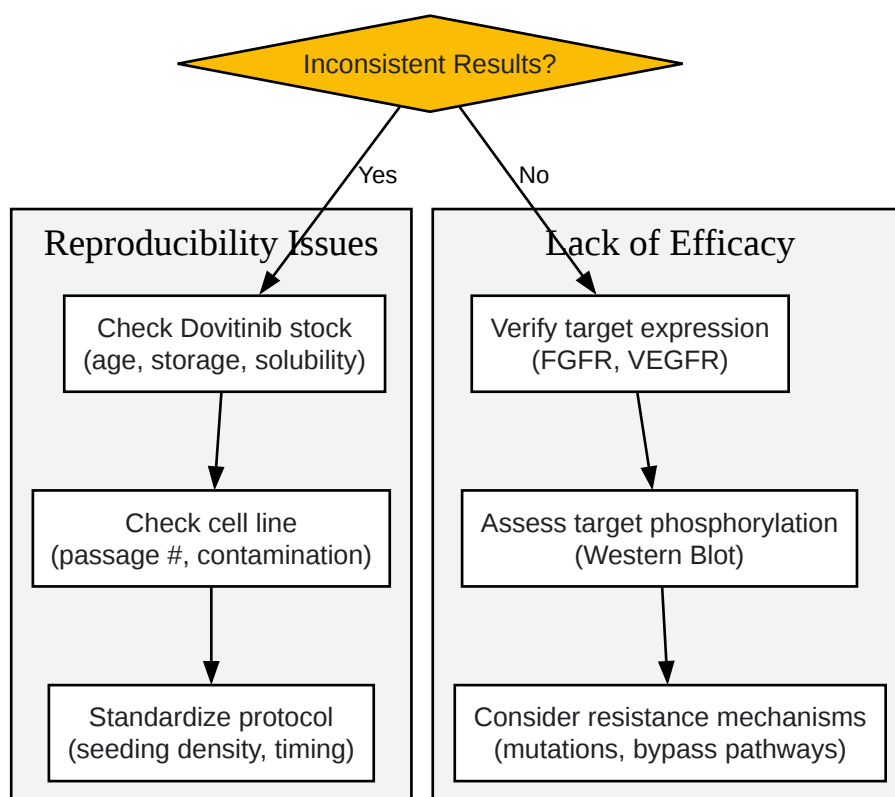 Inconsistent Results?
Yes
No
Reproducibility Issues
Check Dovitinib stock
(age, storage, solubility)
Check cell line
(passage #, contamination)
Standardize protocol
(seeding density, timing)
Lack of Efficacy
Verify target expression
(FGFR, VEGFR)
Assess target phosphorylation
(Western Blot)
Consider resistance mechanisms
(mutations, bypass pathways)